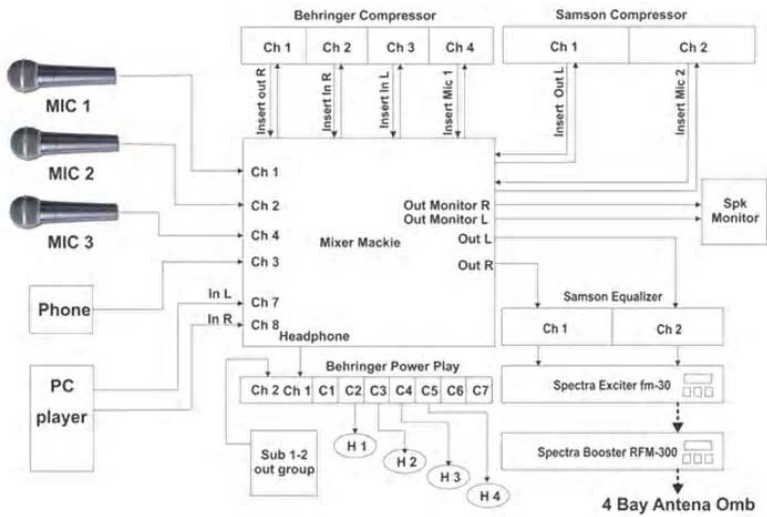 Behringer Compressor
Samson Compressor
Ch 1
Ch 2
Ch 3
Ch 4
Ch 1
Ch 2
Insert out R
Insert In R
Insert In L
Insert Mic 1
Insert Out L
Insert Mic 2
MIC 1
MIC 2
MIC 3
Phone
PC
player
In L
In R
Ch 1
Ch 2
Ch 4
Ch 3
Ch 7
Ch 8
Mixer Mackie
Out Monitor R
Out Monitor L
Out L
Out R
Headphone
Spk
Monitor
Samson Equalizer
Ch 1
Ch 2
Behringer Power Play
Ch 2
Ch 1
C1
C2
C3
C4
C5
C6
C7
Sub 1-2
out group
H 1
H 2
H 3
H 4
Spectra Exciter fm-30
Spectra Booster RFM-300
4 Bay Antena Omb